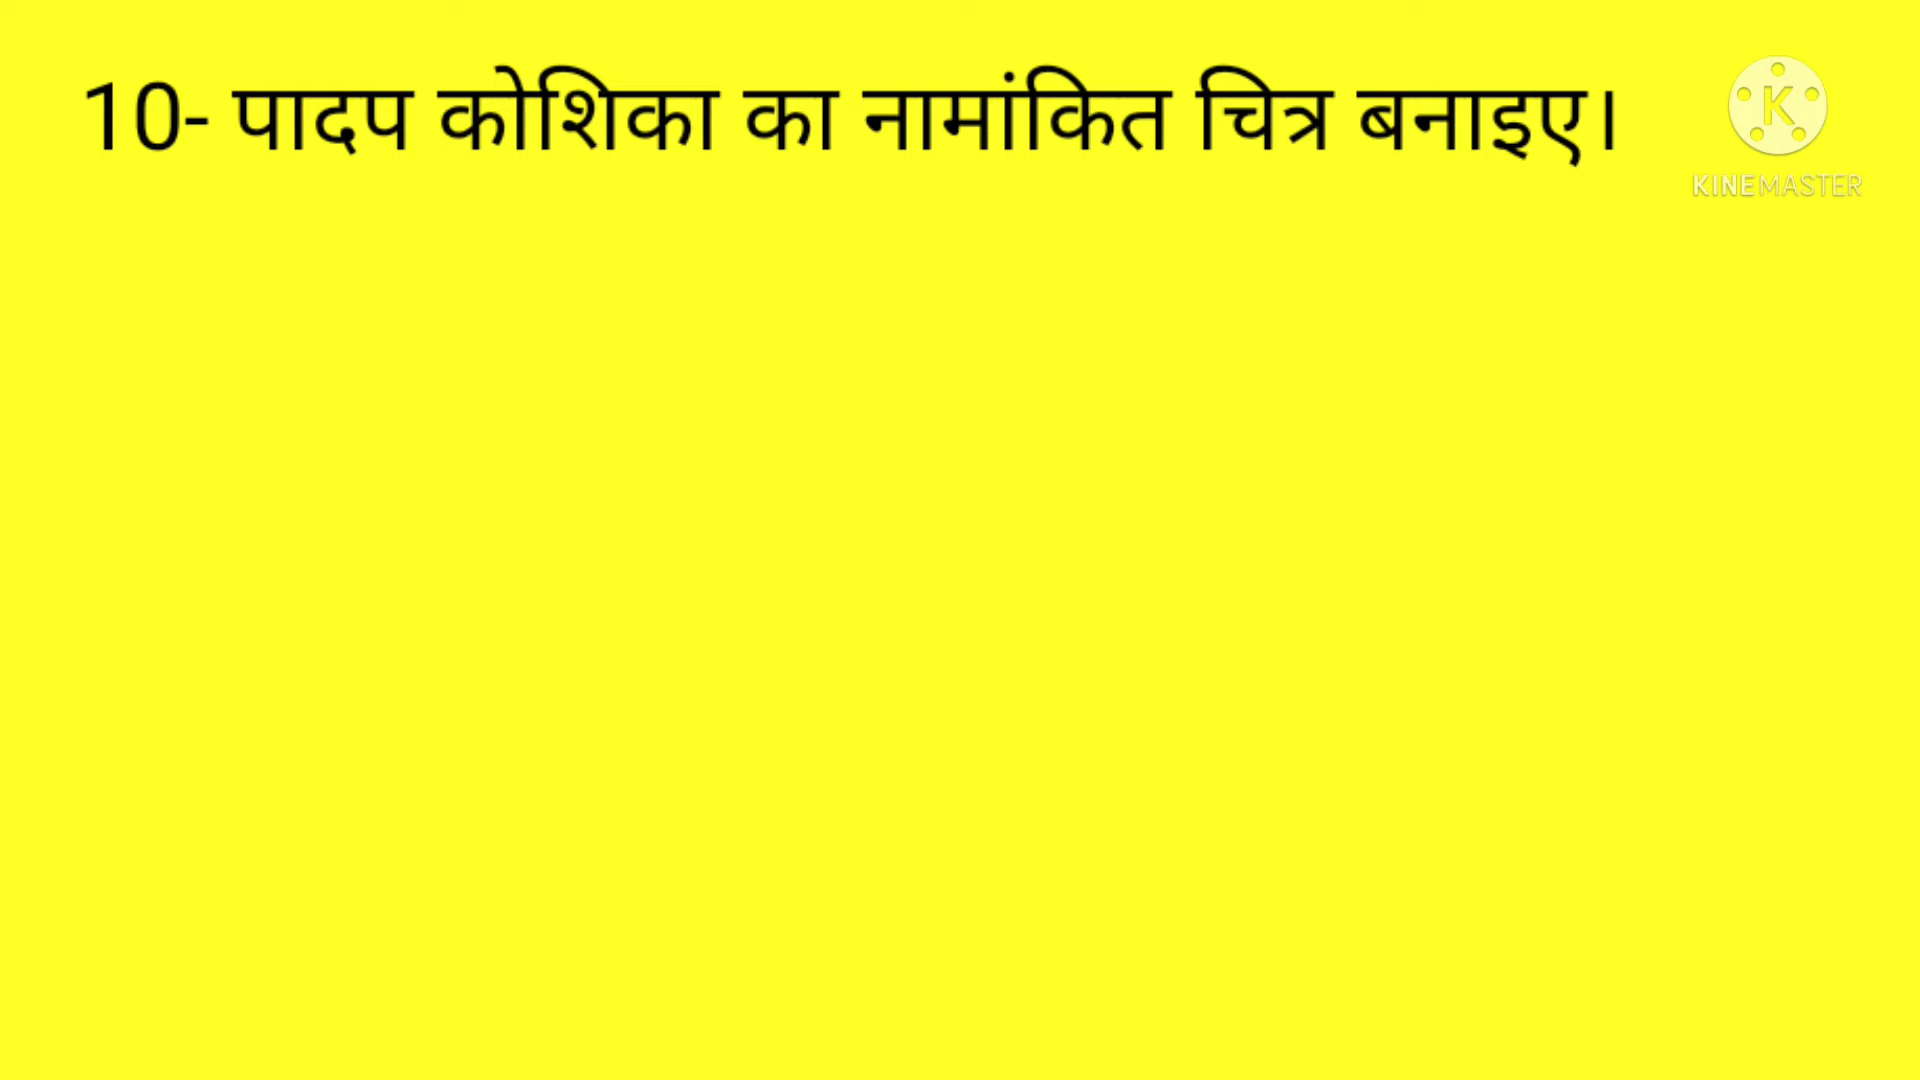 10- पादप कोशिका का नामांकित चित्र बनाइए।
K
KINEMASTER